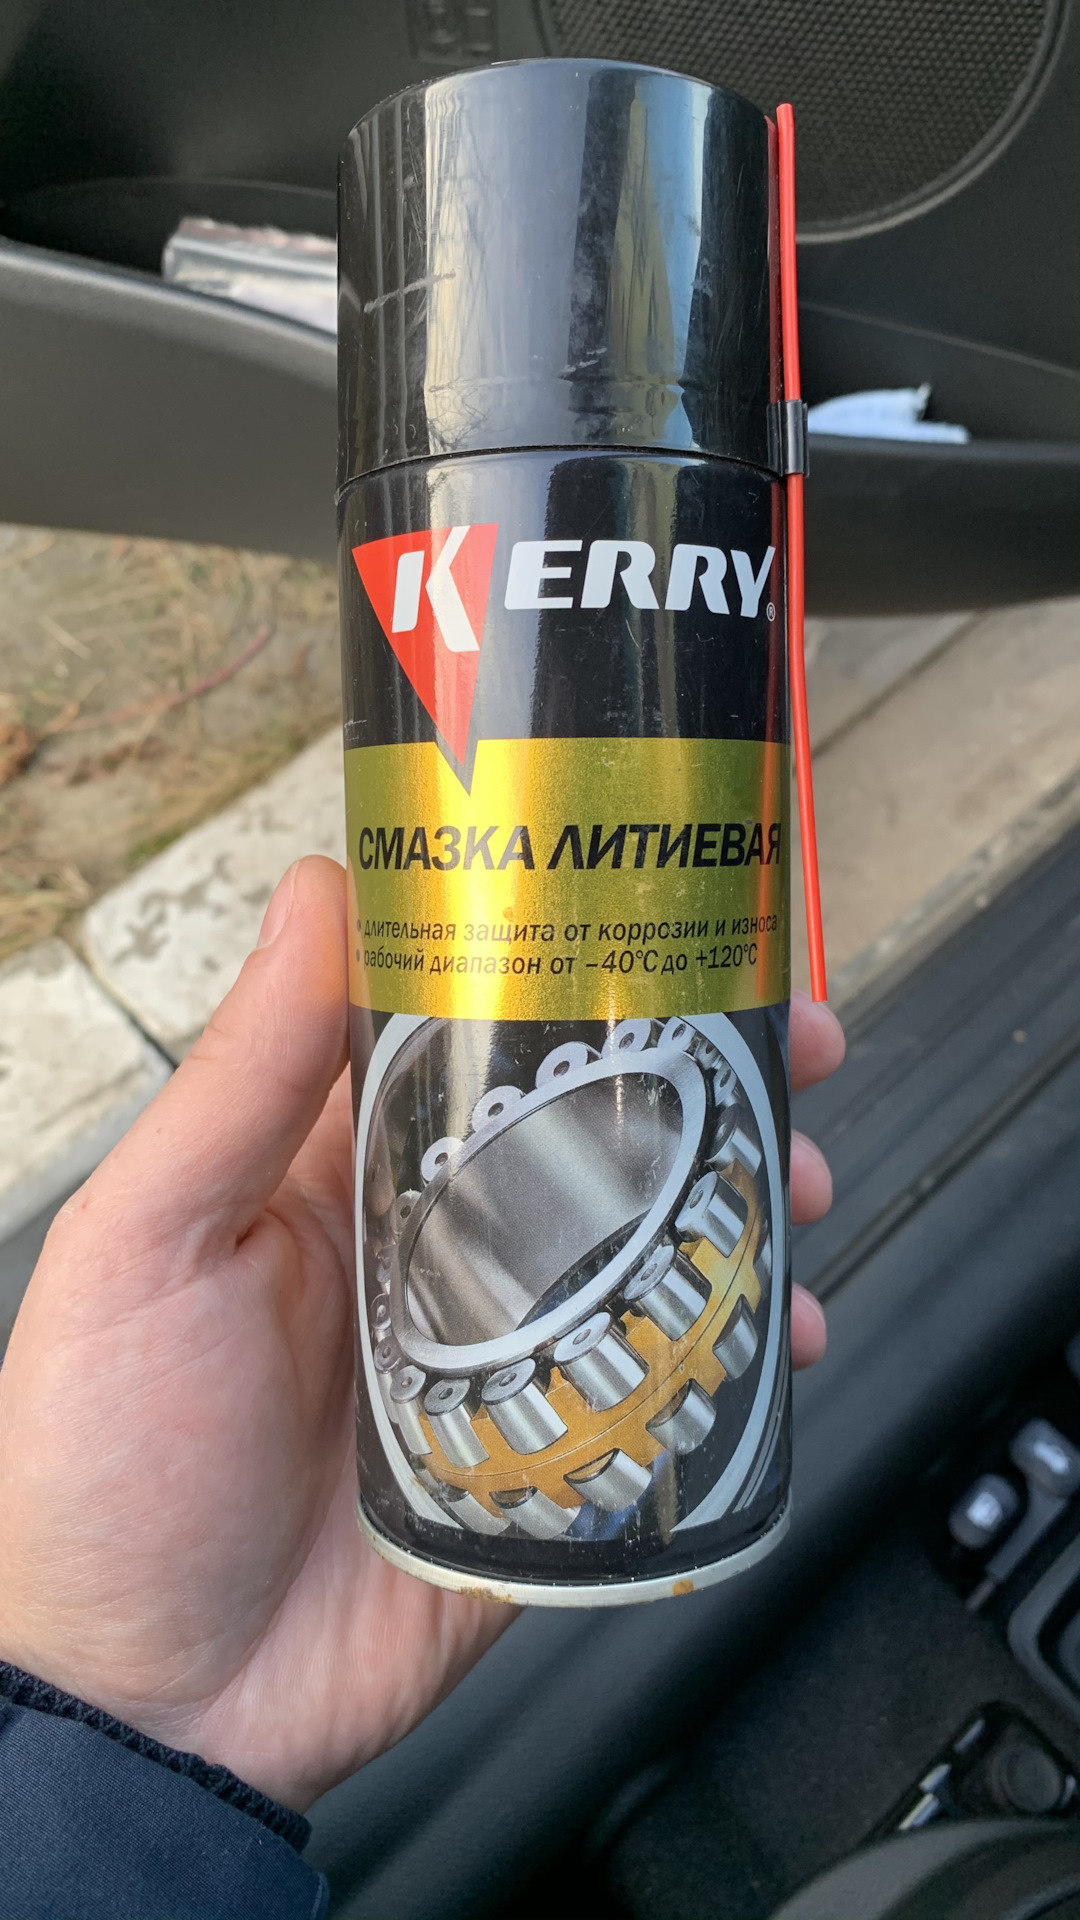 KERRY®
СМАЗКА ЛИТИЕВАЯ
• длительная защита от коррозии и износа
• рабочий диапазон от –40°С до +120°С